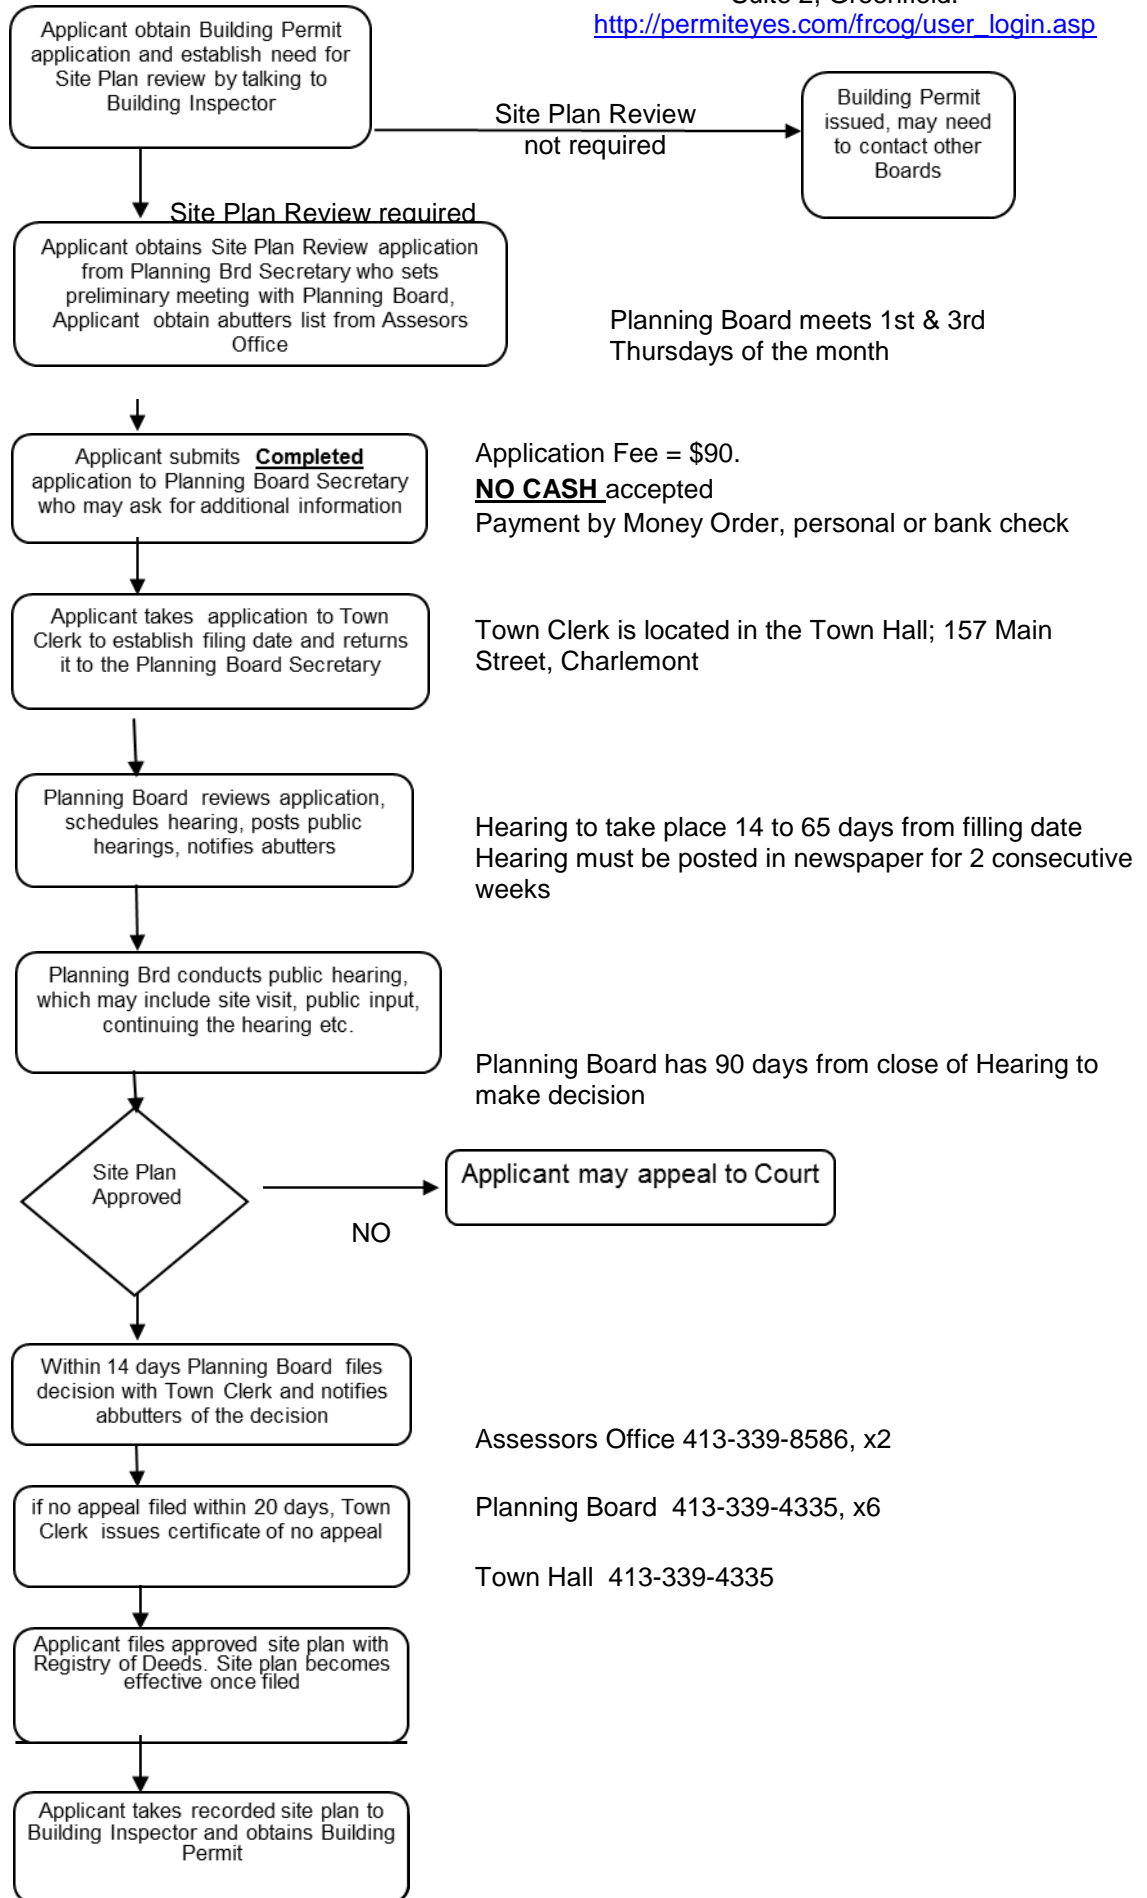 Suite 2, Greenfield.
http://permiteyes.com/frcog/user_login.asp
Applicant obtain Building Permit
application and establish need for
Site Plan review by talking to
Building Inspector
Site Plan Review
not required
Building Permit
issued, may need
to contact other
Boards
Site Plan Review required
Applicant obtains Site Plan Review application
from Planning Brd Secretary who sets
preliminary meeting with Planning Board,
Applicant obtain abutters list from Assesors
Office
Planning Board meets 1st & 3rd
Thursdays of the month
Applicant submits Completed
application to Planning Board Secretary
who may ask for additional information
Application Fee = $90.
NO CASH accepted
Payment by Money Order, personal or bank check
Applicant takes application to Town
Clerk to establish filing date and returns
it to the Planning Board Secretary
Town Clerk is located in the Town Hall; 157 Main
Street, Charlemont
Planning Board reviews application,
schedules hearing, posts public
hearings, notifies abutters
Hearing to take place 14 to 65 days from filling date
Hearing must be posted in newspaper for 2 consecutive
weeks
Planning Brd conducts public hearing,
which may include site visit, public input,
continuing the hearing etc.
Planning Board has 90 days from close of Hearing to
make decision
Site Plan
Approved
NO
Applicant may appeal to Court
Within 14 days Planning Board files
decision with Town Clerk and notifies
abbutters of the decision
Assessors Office 413-339-8586, x2
if no appeal filed within 20 days, Town
Clerk issues certificate of no appeal
Planning Board 413-339-4335, x6
Town Hall 413-339-4335
Applicant files approved site plan with
Registry of Deeds. Site plan becomes
effective once filed
Applicant takes recorded site plan to
Building Inspector and obtains Building
Permit